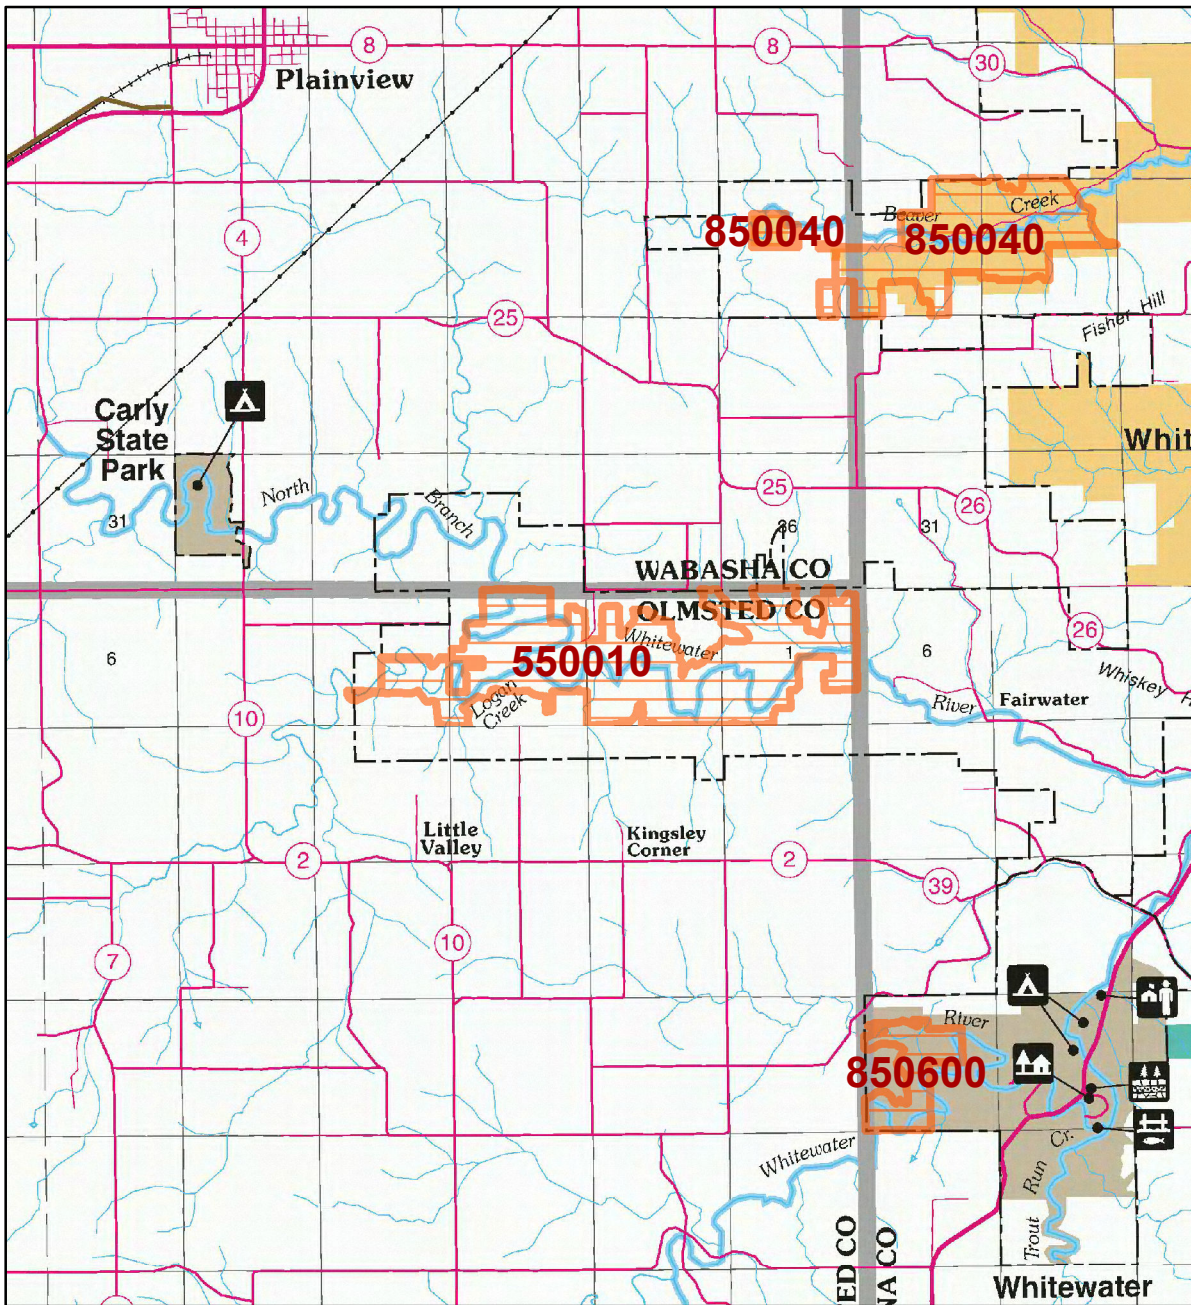 8
8
30
Plainview
Beaver
Creek
850040
850040
4
25
Fisher Hill
Carly
State
Park
Whit
North
Branch
25
26
31
36
31
WABASHA CO
OLMSTED CO
Whitewater
26
6
550010
1
6
Whiskey
Logan
Creek
River
Fairwater
10
Little
Valley
Kingsley
Corner
2
2
39
10
7
River
850600
Whitewater
Run
Cr.
Trout
ED CO
NA CO
Whitewater